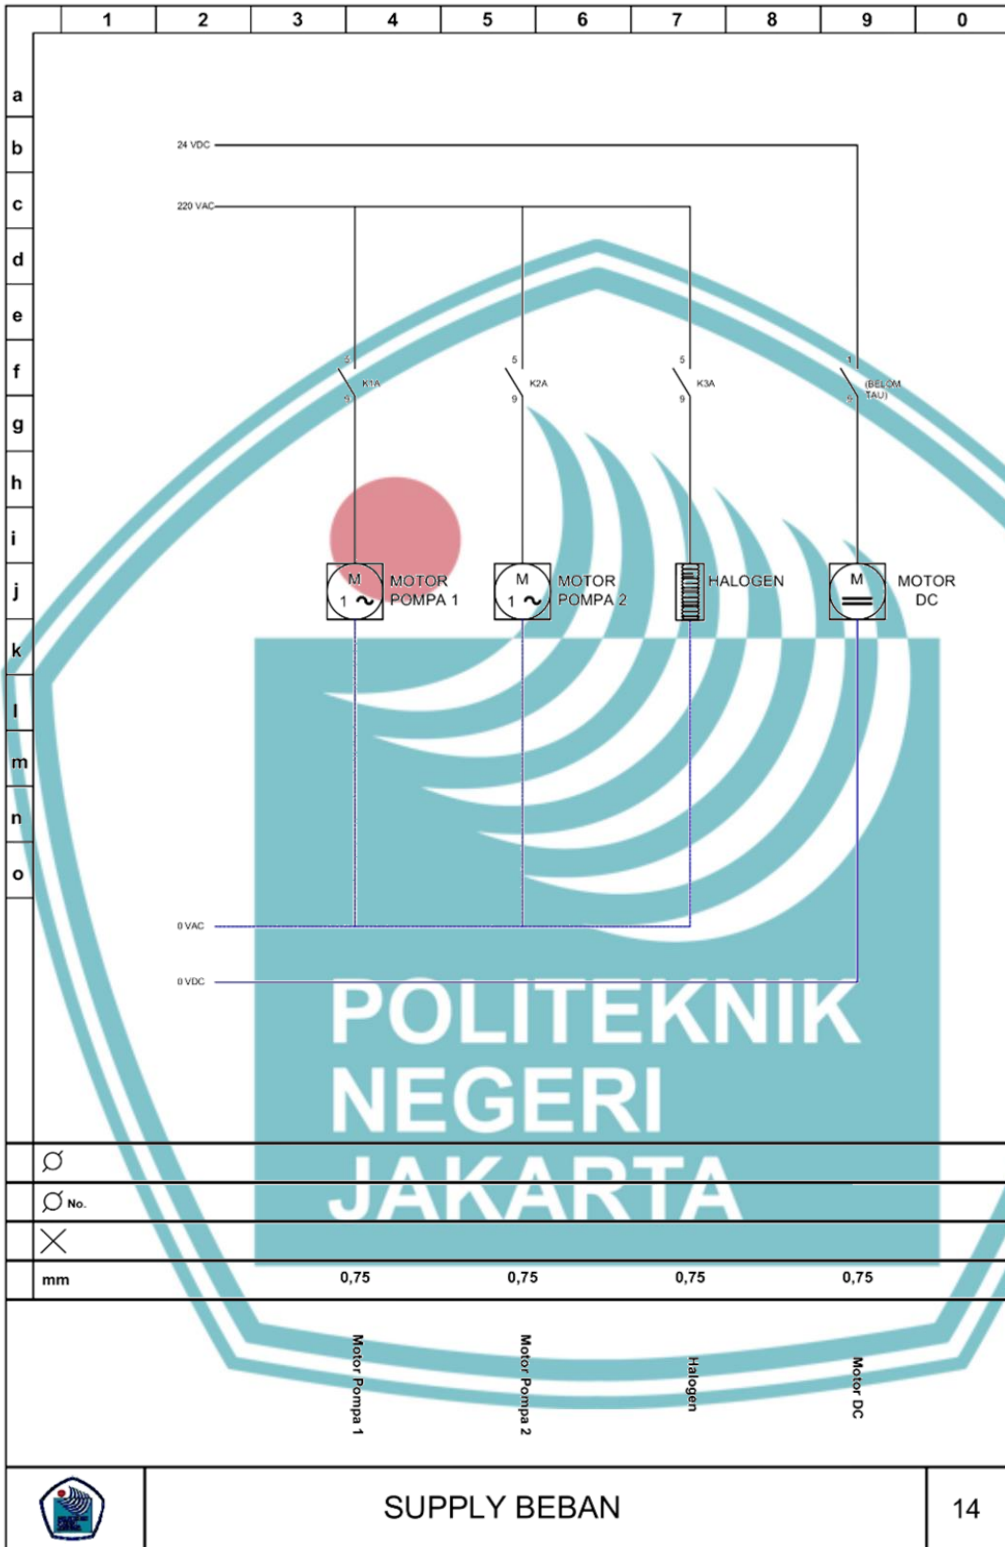 1 2 3 4 5 6 7 8 9 0
a
b
c
d
e
f
g
h
i
j
k
l
m
n
o
24 VDC
220 VAC
5 5 5 1
K1A K2A K3A (BELOM
TAU)
9 9 9 5
M
1 ~
MOTOR
POMPA 1
M
1 ~
MOTOR
POMPA 2
HALOGEN
M
MOTOR
DC
0 VAC
0 VDC
POLITEKNIK
NEGERI
JAKARTA
Ø
Ø No.
mm 0,75 0,75 0,75 0,75
Motor Pompa 1
Motor Pompa 2
Halogen
Motor DC
SUPPLY BEBAN
14